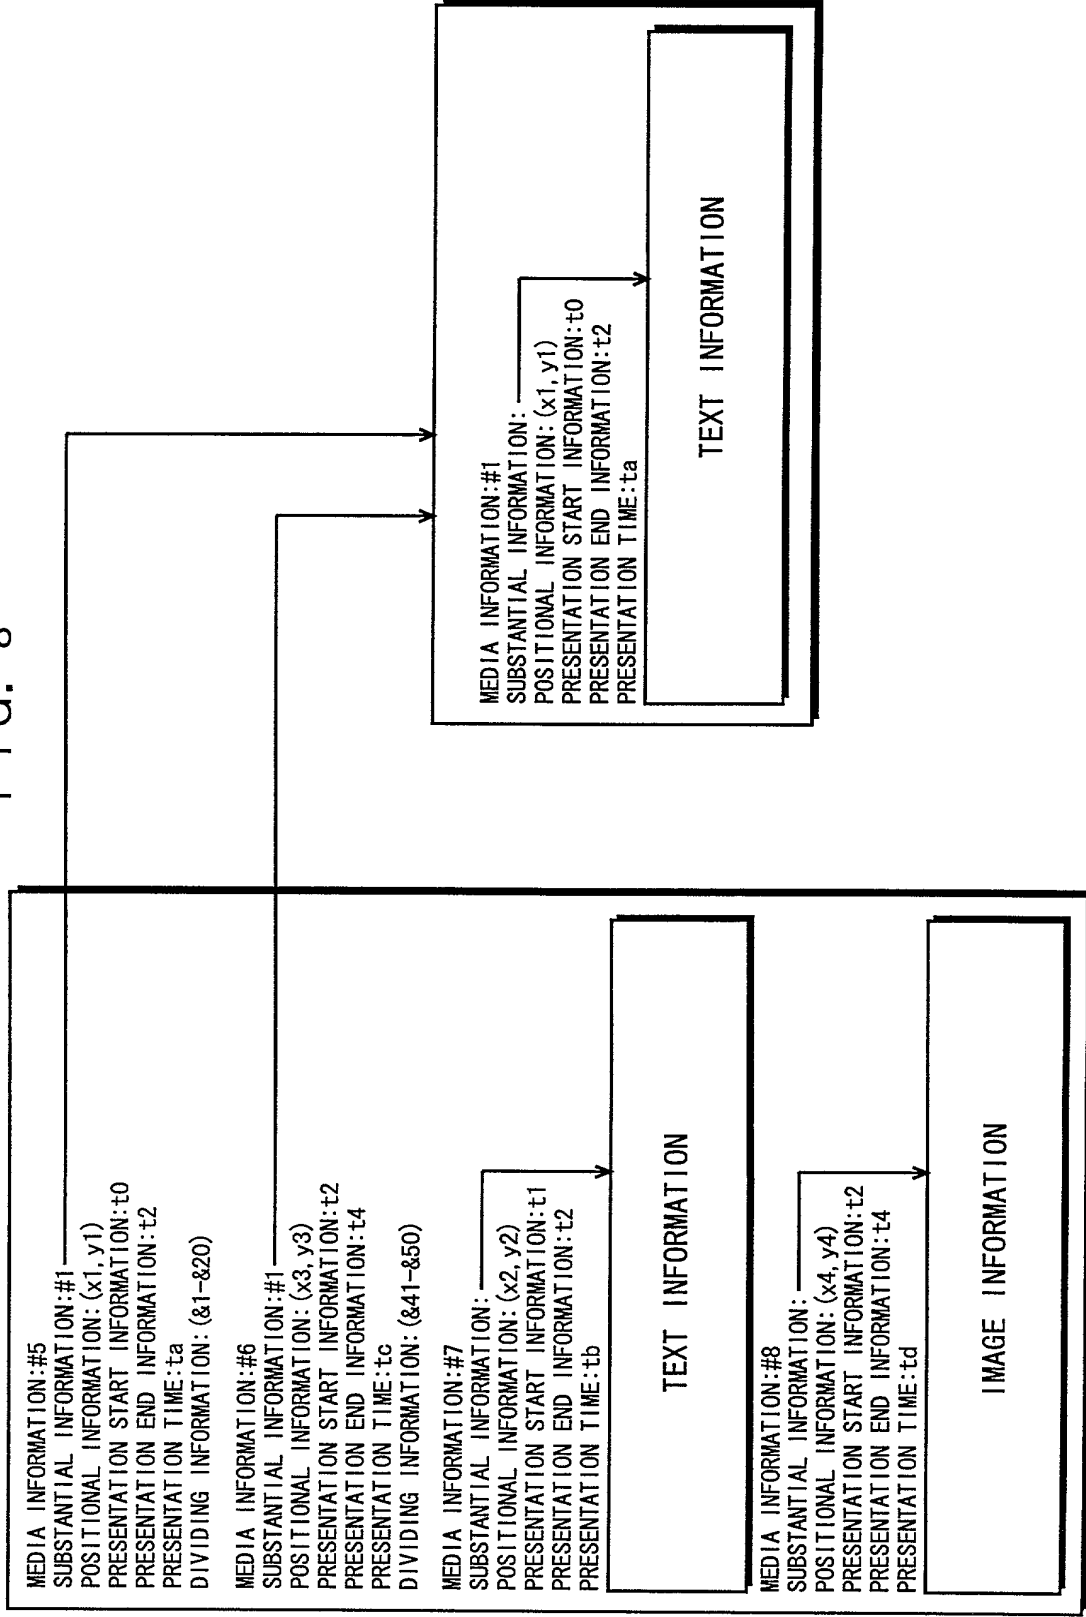 FIG. 8
MEDIA INFORMATION:#5
SUBSTANTIAL INFORMATION:#1
POSITIONAL INFORMATION:(x1,y1)
PRESENTATION START INFORMATION:t0
PRESENTATION END INFORMATION:t2
PRESENTATION TIME:ta
DIVIDING INFORMATION:(&1-&20)
MEDIA INFORMATION:#6
SUBSTANTIAL INFORMATION:#1
POSITIONAL INFORMATION:(x3,y3)
PRESENTATION START INFORMATION:t2
PRESENTATION END INFORMATION:t4
PRESENTATION TIME:tc
DIVIDING INFORMATION:(&41-&50)
MEDIA INFORMATION:#7
SUBSTANTIAL INFORMATION:
POSITIONAL INFORMATION:(x2,y2)
PRESENTATION START INFORMATION:t1
PRESENTATION END INFORMATION:t2
PRESENTATION TIME:tb
TEXT INFORMATION
MEDIA INFORMATION:#8
SUBSTANTIAL INFORMATION:
POSITIONAL INFORMATION:(x4,y4)
PRESENTATION START INFORMATION:t2
PRESENTATION END INFORMATION:t4
PRESENTATION TIME:td
IMAGE INFORMATION
MEDIA INFORMATION:#1
SUBSTANTIAL INFORMATION:
POSITIONAL INFORMATION:(x1,y1)
PRESENTATION START INFORMATION:t0
PRESENTATION END INFORMATION:t2
PRESENTATION TIME:ta
TEXT INFORMATION